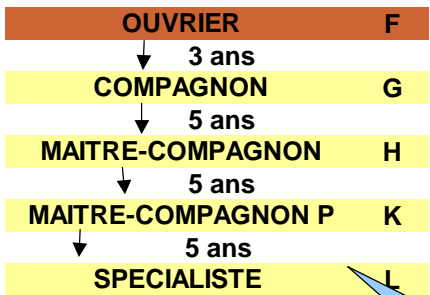 OUVRIER F
3 ans
COMPAGNON G
5 ans
MAITRE-COMPAGNON H
5 ans
MAITRE-COMPAGNON P K
5 ans
SPECIALISTE L